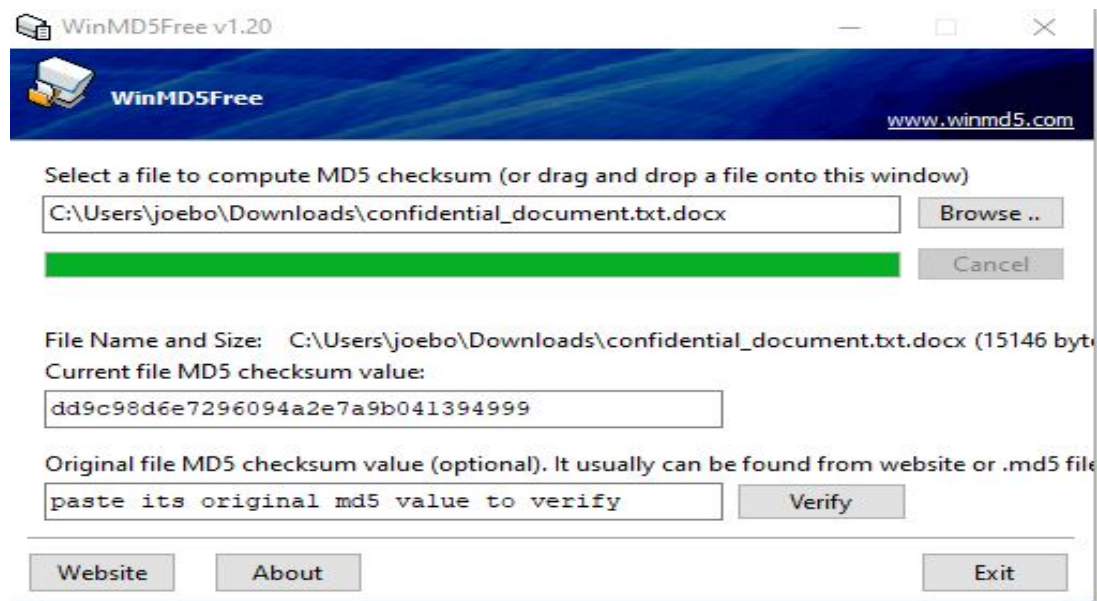 WinMD5Free v1.20
WinMD5Free
www.winmd5.com
Select a file to compute MD5 checksum (or drag and drop a file onto this window)
C:\Users\joebo\Downloads\confidential_document.txt.docx Browse ..
Cancel
File Name and Size: C:\Users\joebo\Downloads\confidential_document.txt.docx (15146 byt
Current file MD5 checksum value:
dd9c98d6e7296094a2e7a9b041394999
Original file MD5 checksum value (optional). It usually can be found from website or .md5 file
paste its original md5 value to verify Verify
Website About Exit